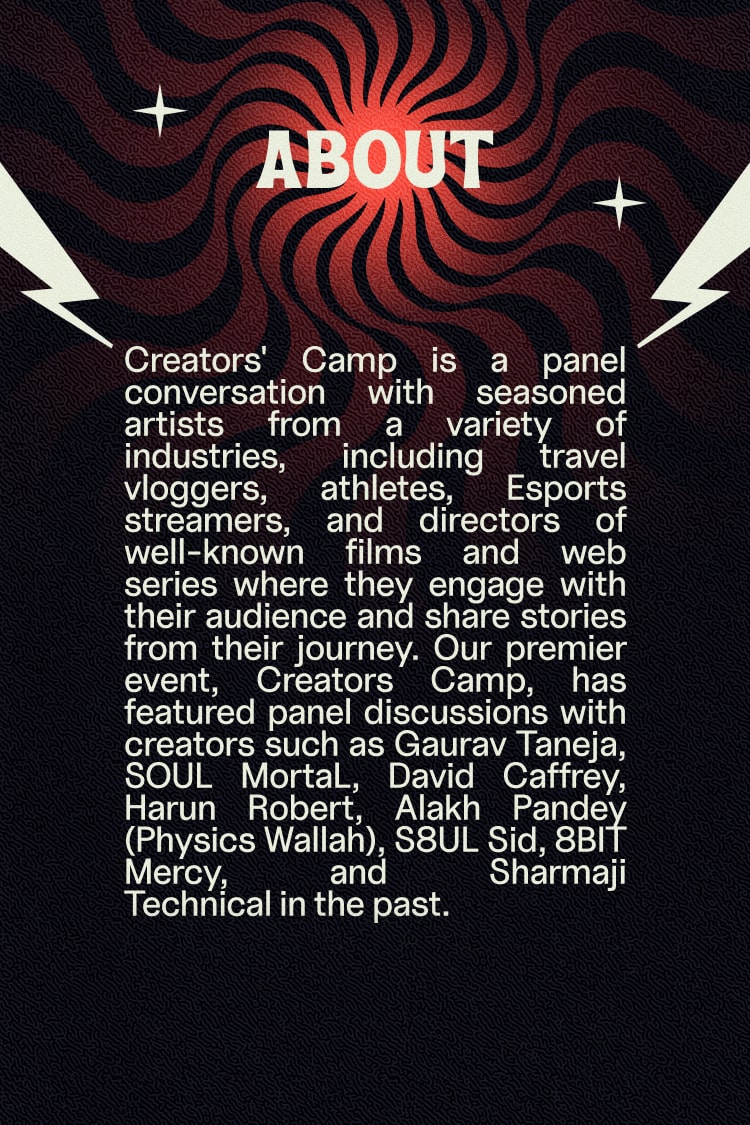 ABOUT
Creators' Camp is a panel
conversation with seasoned
artists from a variety of
industries, including travel
vloggers, athletes, Esports
streamers, and directors of
well-known films and web
series where they engage with
their audience and share stories
from their journey. Our premier
event, Creators Camp, has
featured panel discussions with
creators such as Gaurav Taneja,
SOUL MortaL, David Caffrey,
Harun Robert, Alakh Pandey
(Physics Wallah), S8UL Sid, 8BIT
Mercy, and Sharmaji
Technical in the past.